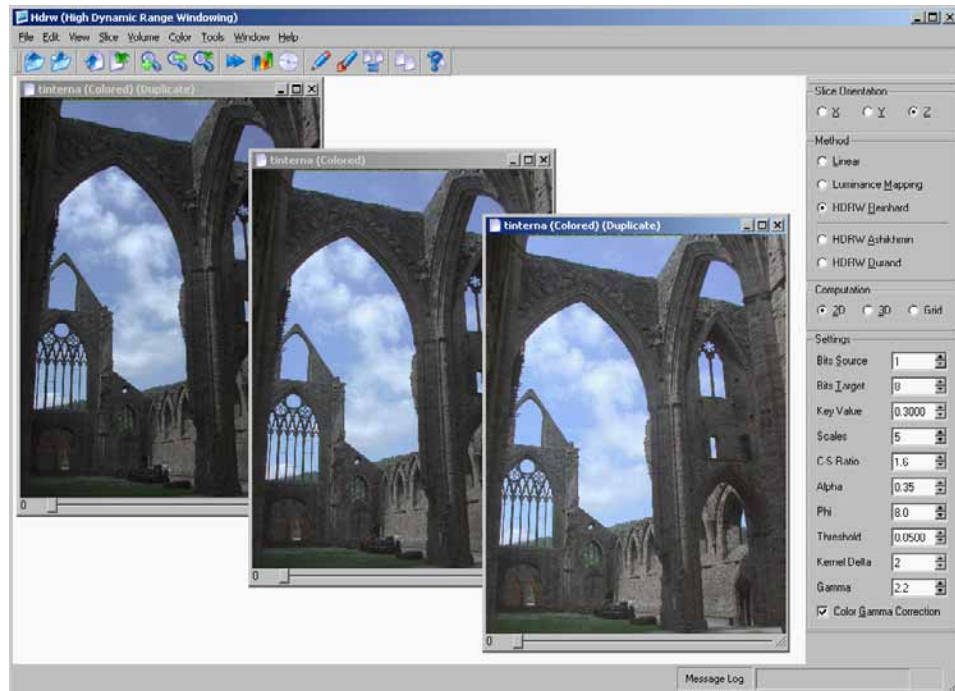 Hdrw (High Dynamic Range Windowing)
File Edit View Slice Volume Color Tools Window Help
tinterna (Colored) (Duplicate)
0
tinterna (Colored)
0
tinterna (Colored) (Duplicate)
0
Slice Orientation
X Y Z
Method
Linear
Luminance Mapping
HDRW Reinhard
HDRW Ashikhmin
HDRW Durand
Computation
2D 3D Grid
Settings
Bits Source 1
Bits Target 8
Key Value 0.3000
Scales 5
C-S Ratio 1.6
Alpha 0.35
Phi 8.0
Threshold 0.0500
Kernel Delta 2
Gamma 2.2
Color Gamma Correction
Message Log